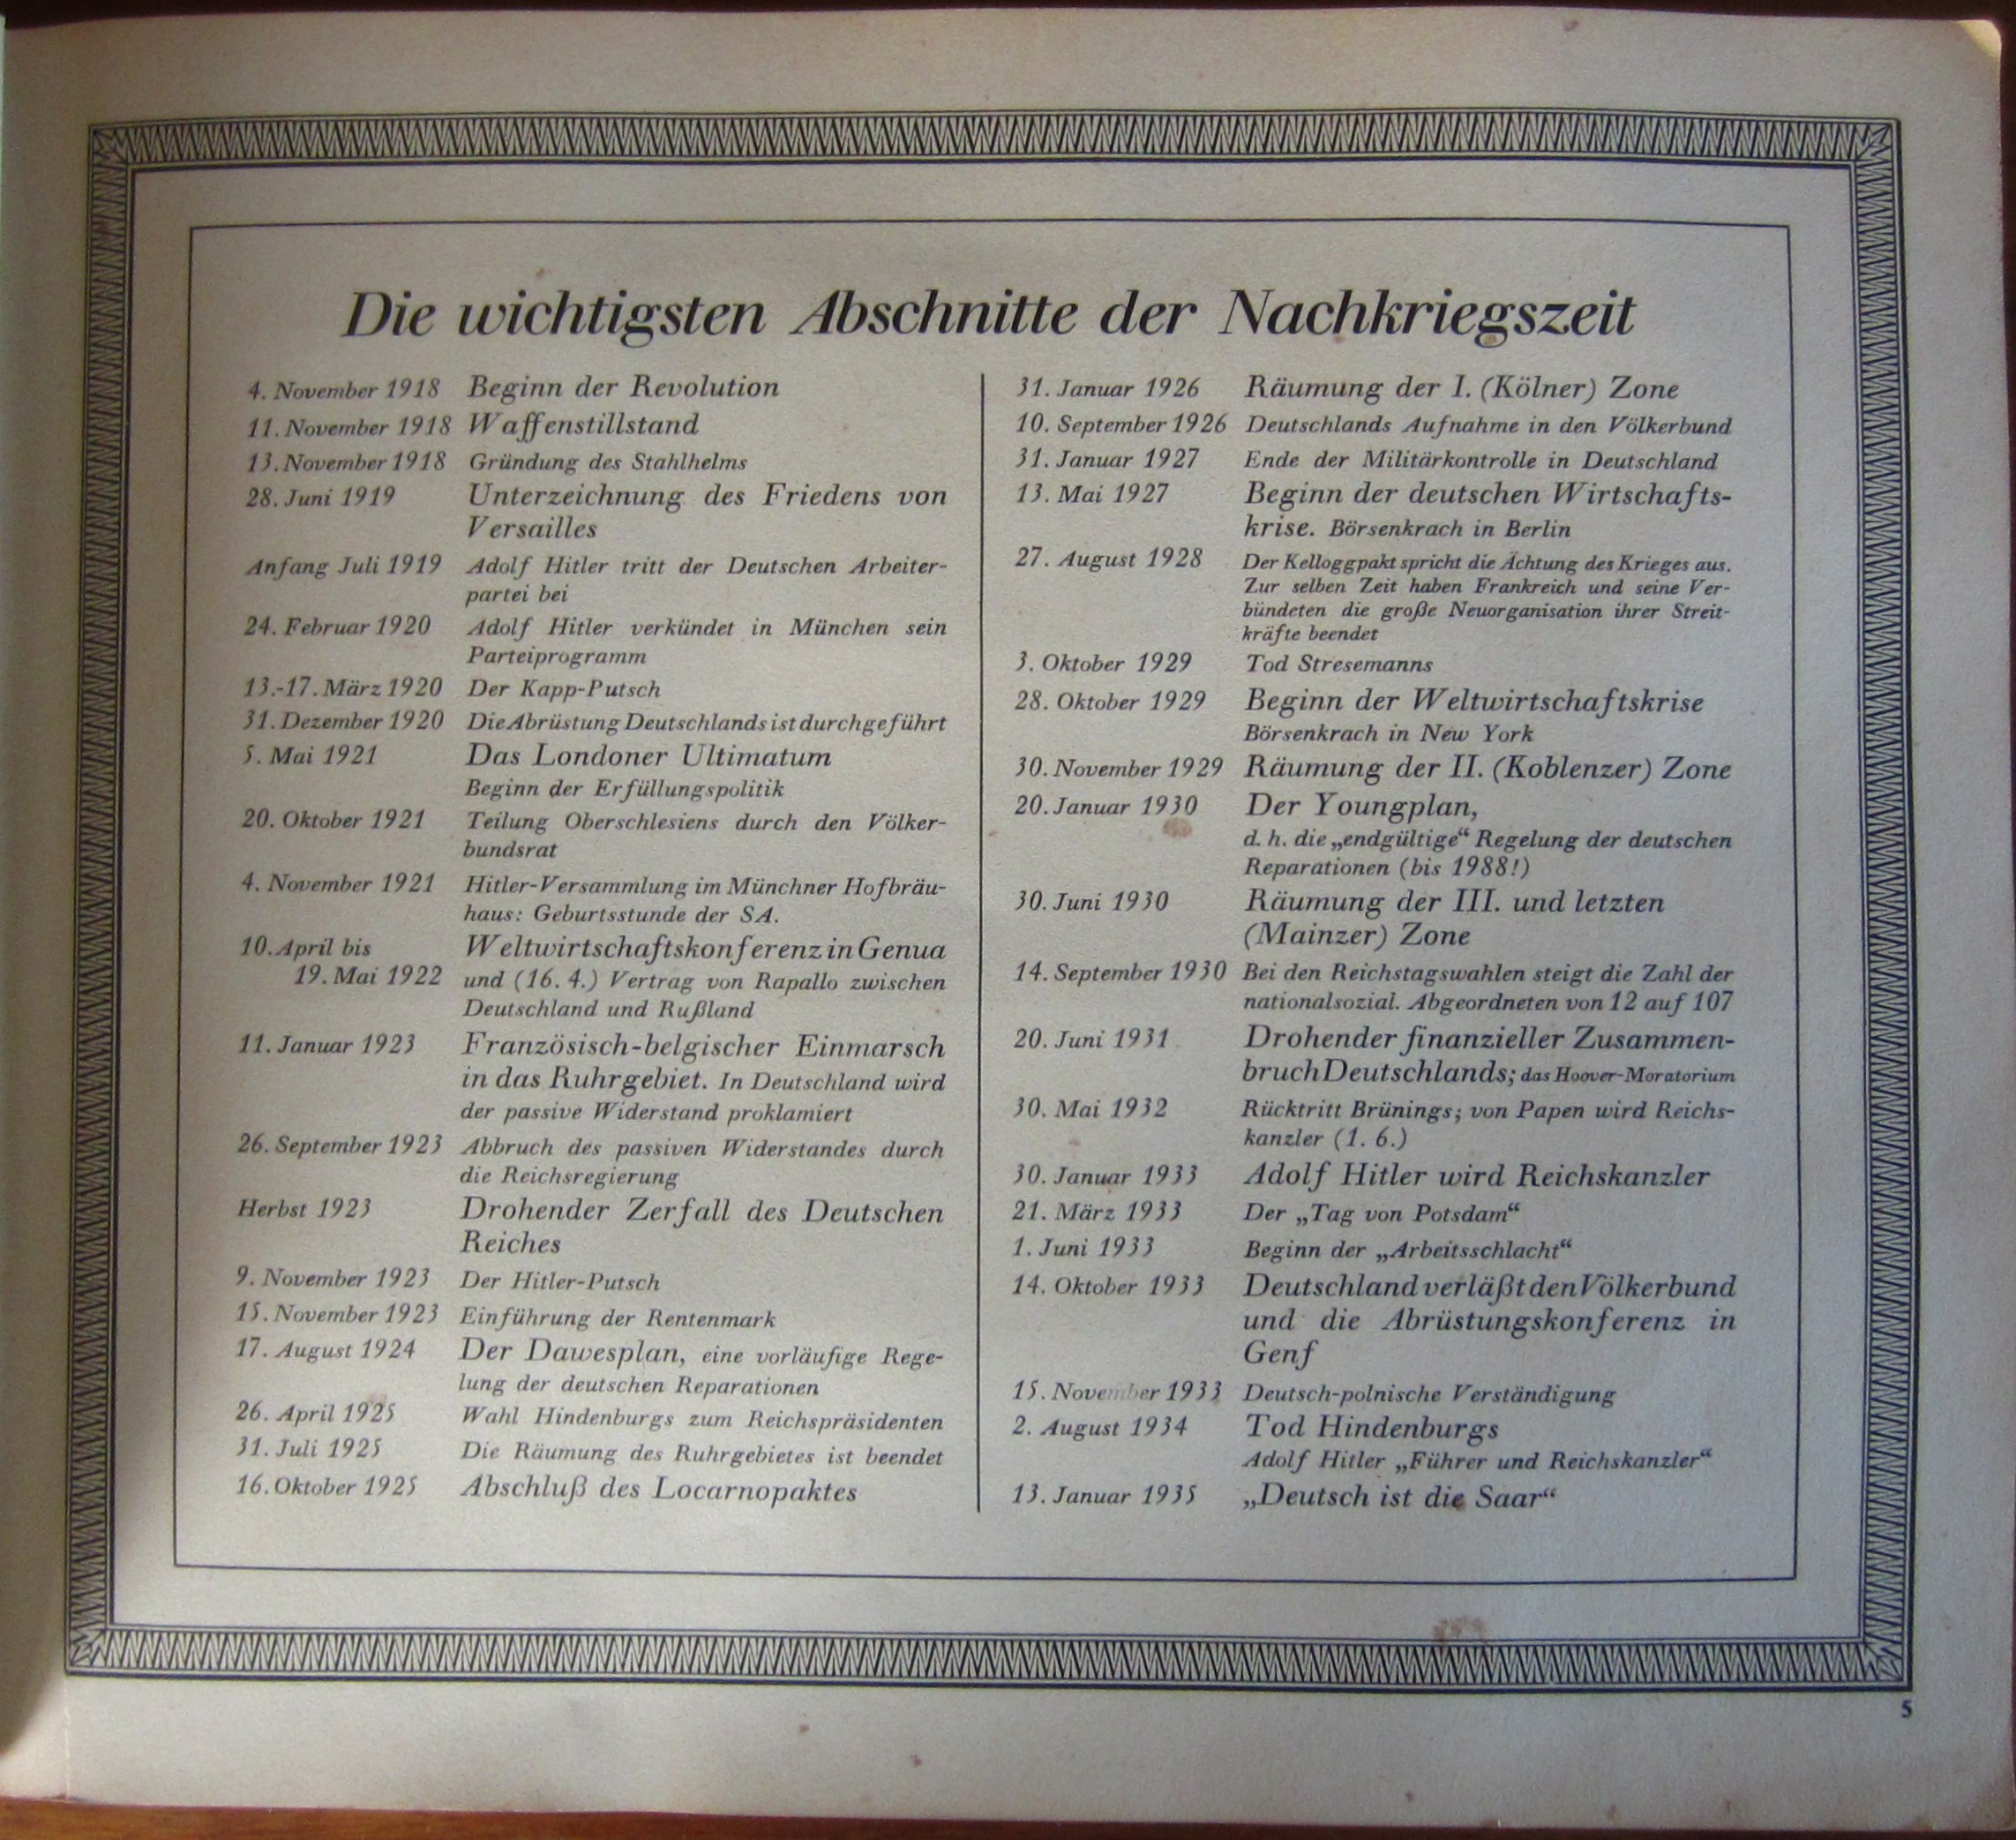 Die wichtigsten Abschnitte der Nachkriegszeit
4. November 1918 Beginn der Revolution
11. November 1918 Waffenstillstand
13. November 1918 Gründung des Stahlhelms
28. Juni 1919 Unterzeichnung des Friedens von
Versailles
Anfang Juli 1919 Adolf Hitler tritt der Deutschen Arbeiter-
partei bei
24. Februar 1920 Adolf Hitler verkündet in München sein
Parteiprogramm
13.-17. März 1920 Der Kapp-Putsch
31. Dezember 1920 Die Abrüstung Deutschlands ist durchgeführt
5. Mai 1921 Das Londoner Ultimatum
Beginn der Erfüllungspolitik
20. Oktober 1921 Teilung Oberschlesiens durch den Völker-
bundsrat
4. November 1921 Hitler-Versammlung im Münchner Hofbräu-
haus: Geburtsstunde der SA.
10. April bis Weltwirtschaftskonferenz in Genua
19. Mai 1922 und (16. 4.) Vertrag von Rapallo zwischen
Deutschland und Rußland
11. Januar 1923 Französisch-belgischer Einmarsch
in das Ruhrgebiet. In Deutschland wird
der passive Widerstand proklamiert
26. September 1923 Abbruch des passiven Widerstandes durch
die Reichsregierung
Herbst 1923 Drohender Zerfall des Deutschen
Reiches
9. November 1923 Der Hitler-Putsch
15. November 1923 Einführung der Rentenmark
17. August 1924 Der Dawesplan, eine vorläufige Rege-
lung der deutschen Reparationen
26. April 1925 Wahl Hindenburgs zum Reichspräsidenten
31. Juli 1925 Die Räumung des Ruhrgebietes ist beendet
16. Oktober 1925 Abschluß des Locarnopaktes
31. Januar 1926 Räumung der I. (Kölner) Zone
10. September 1926 Deutschlands Aufnahme in den Völkerbund
31. Januar 1927 Ende der Militärkontrolle in Deutschland
13. Mai 1927 Beginn der deutschen Wirtschafts-
krise. Börsenkrach in Berlin
27. August 1928 Der Kelloggpakt spricht die Ächtung des Krieges aus.
Zur selben Zeit haben Frankreich und seine Ver-
bündeten die große Neuorganisation ihrer Streit-
kräfte beendet
3. Oktober 1929 Tod Stresemanns
28. Oktober 1929 Beginn der Weltwirtschaftskrise
Börsenkrach in New York
30. November 1929 Räumung der II. (Koblenzer) Zone
20. Januar 1930 Der Youngplan,
d. h. die „endgültige“ Regelung der deutschen
Reparationen (bis 1988!)
30. Juni 1930 Räumung der III. und letzten
(Mainzer) Zone
14. September 1930 Bei den Reichstagswahlen steigt die Zahl der
nationalsozial. Abgeordneten von 12 auf 107
20. Juni 1931 Drohender finanzieller Zusammen-
bruch Deutschlands; das Hoover-Moratorium
30. Mai 1932 Rücktritt Brünings; von Papen wird Reichs-
kanzler (1. 6.)
30. Januar 1933 Adolf Hitler wird Reichskanzler
21. März 1933 Der „Tag von Potsdam“
1. Juni 1933 Beginn der „Arbeitsschlacht“
14. Oktober 1933 Deutschland verläßt den Völkerbund
und die Abrüstungskonferenz in
Genf
15. November 1933 Deutsch-polnische Verständigung
2. August 1934 Tod Hindenburgs
Adolf Hitler „Führer und Reichskanzler“
13. Januar 1935 „Deutsch ist die Saar“
5